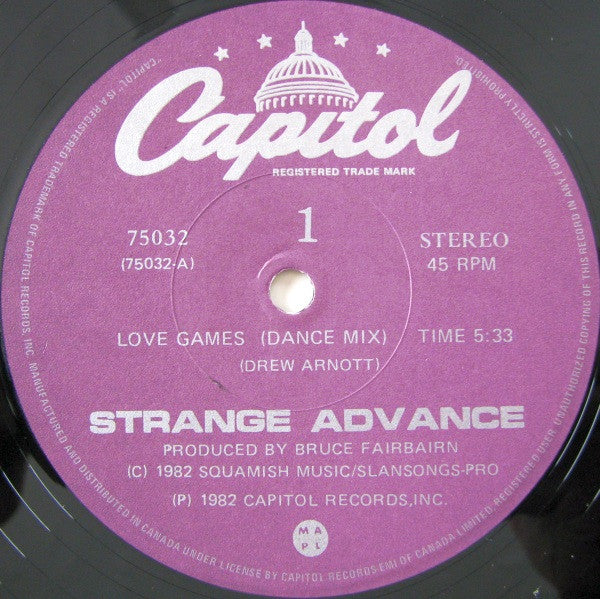 Capitol
REGISTERED TRADE MARK
75032
(75032-A)
1
STEREO
45 RPM
LOVE GAMES (DANCE MIX) TIME 5:33
(DREW ARNOTT)
STRANGE ADVANCE
PRODUCED BY BRUCE FAIRBAIRN
(C) 1982 SQUAMISH MUSIC/SLANSONGS-PRO
(P) 1982 CAPITOL RECORDS,INC.
M A
P L
"CAPITOL" IS A REGISTERED TRADEMARK OF CAPITOL RECORDS, INC. MANUFACTURED AND DISTRIBUTED IN CANADA UNDER LICENSE BY CAPITOL RECORDS-EMI OF CANADA LIMITED, REGISTERED USER. UNAUTHORIZED COPYING OF THIS RECORD IN ANY FORM IS STRICTLY PROHIBITED.